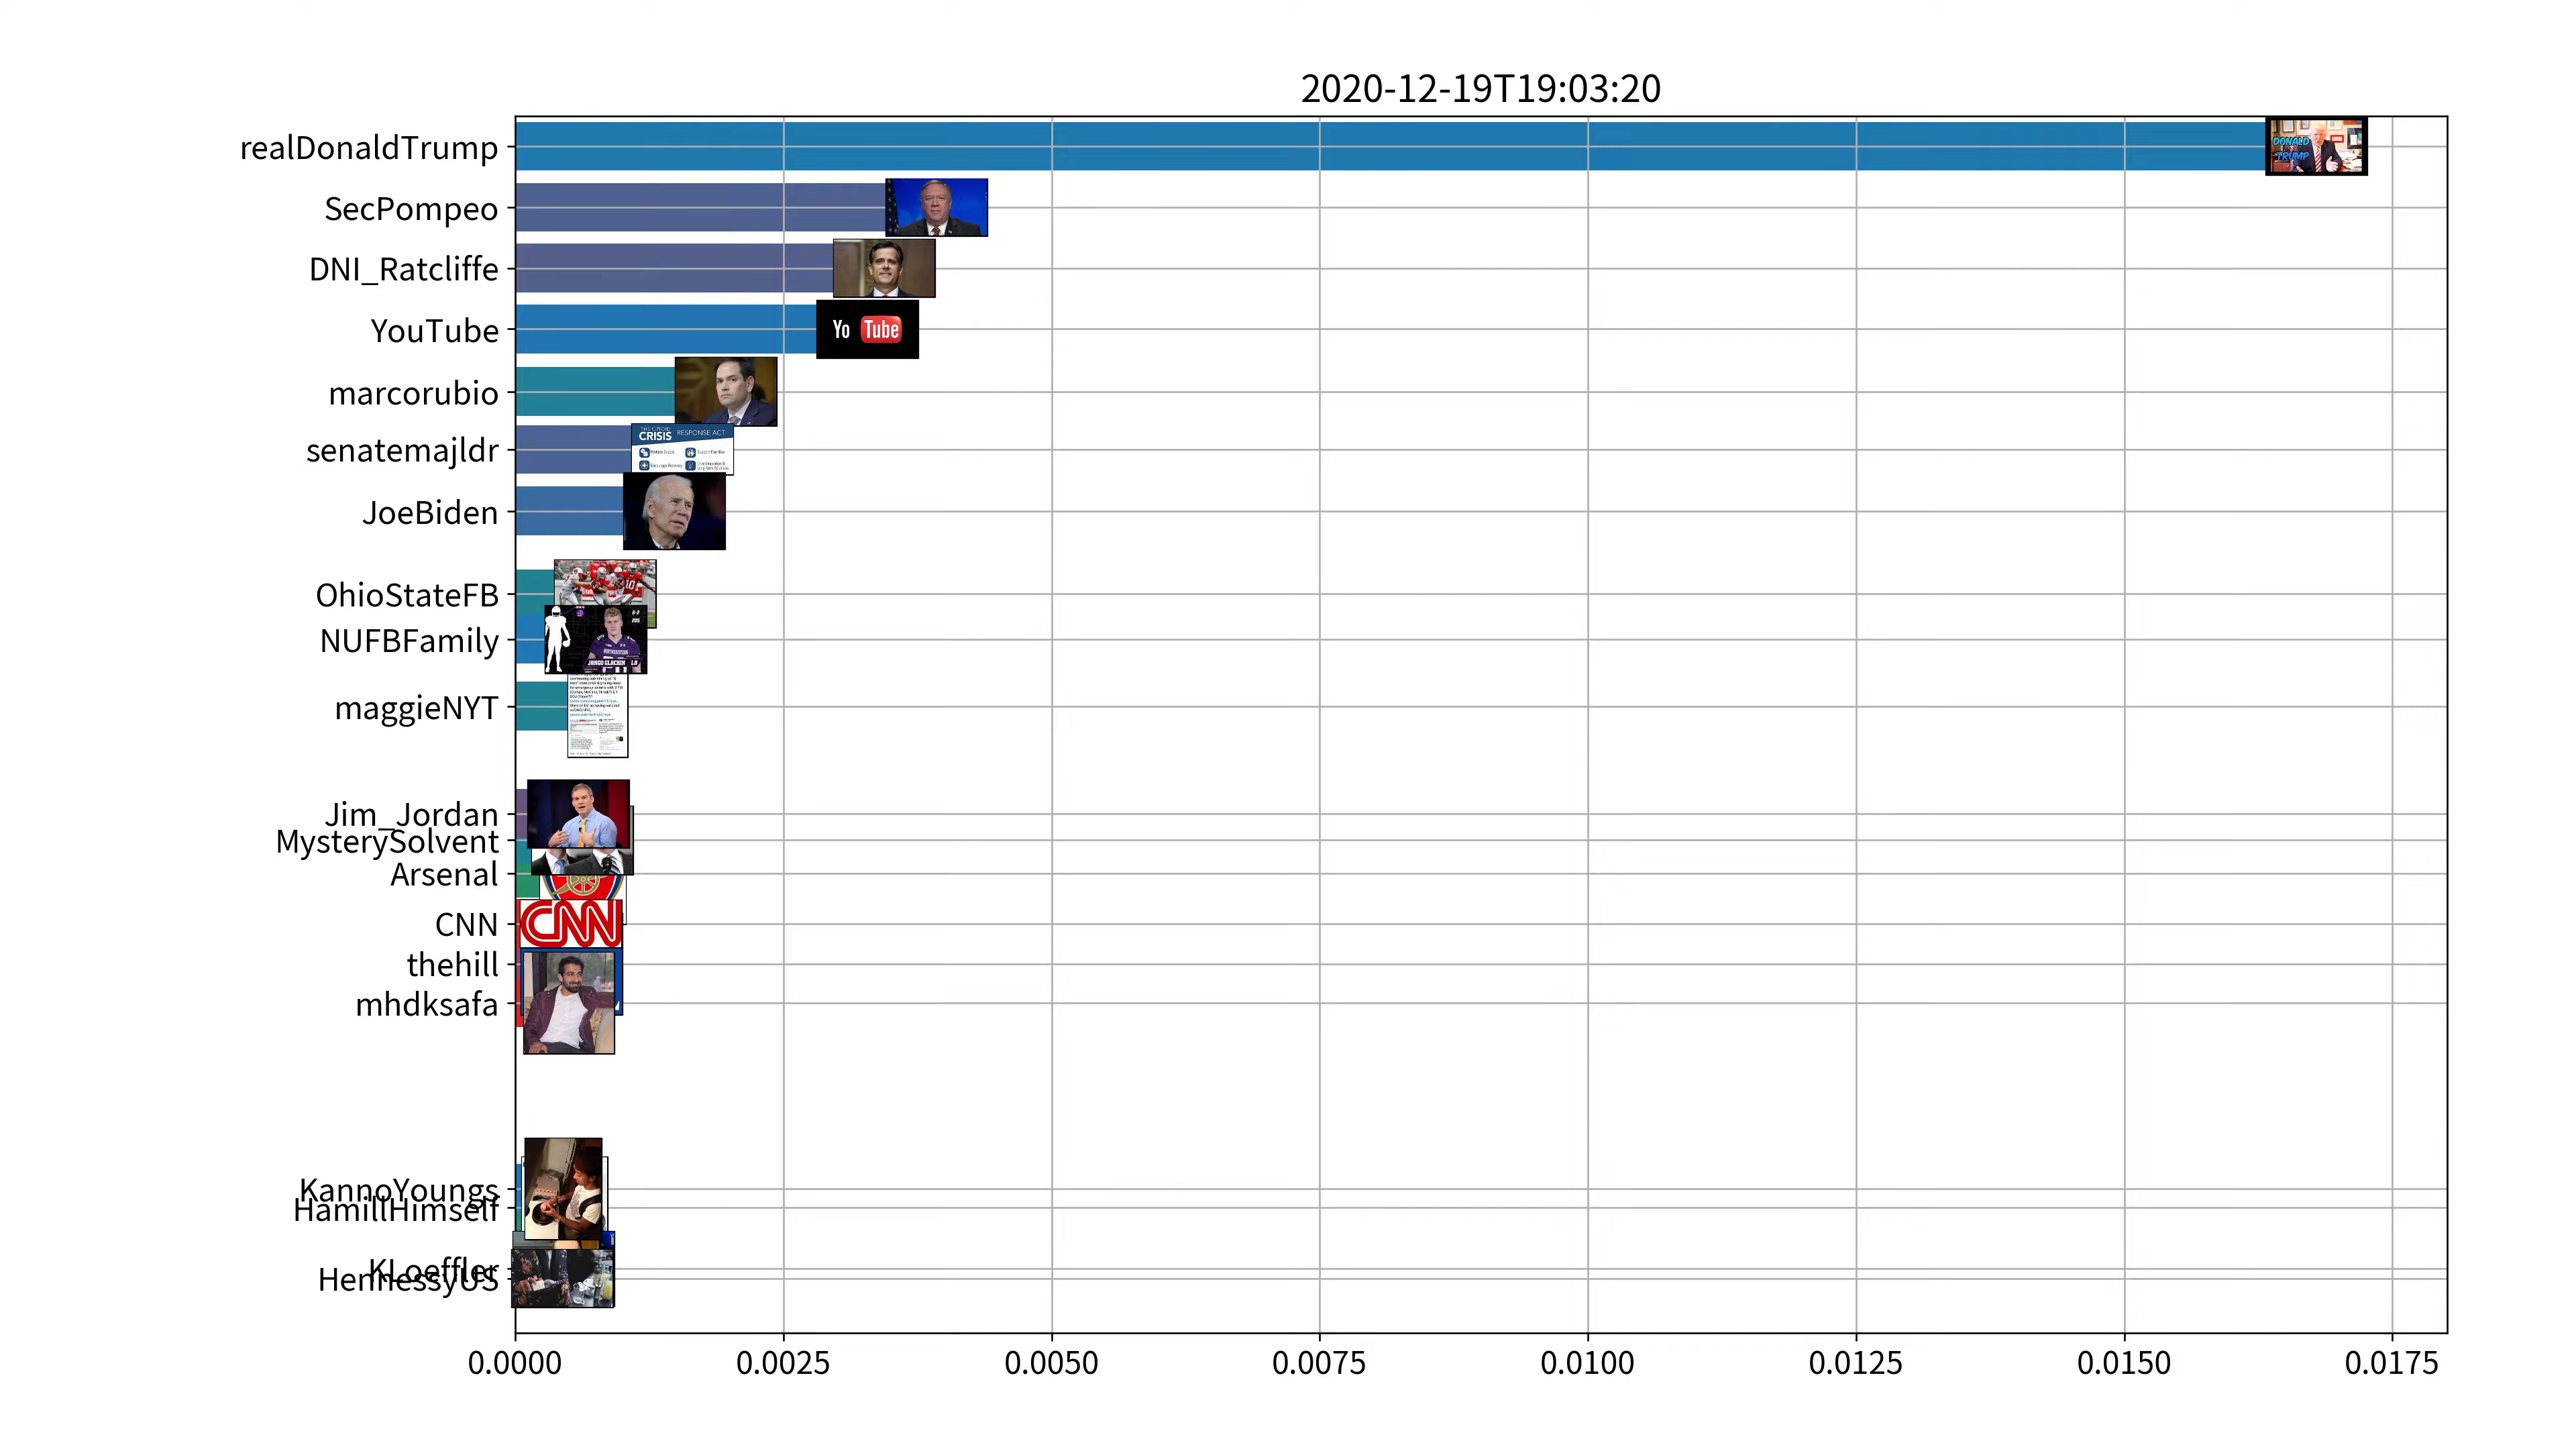 2020-12-19T19:03:20
realDonaldTrump
DONALD
TRUMP
SecPompeo
DNI_Ratcliffe
YouTube
Yo Tube
marcorubio
senatemajldr
CRISIS RESPONSE ACT
JoeBiden
OhioStateFB
NUFBFamily
maggieNYT
Jim_Jordan
MysterySolvent
Arsenal
CNN
CNN
thehill
mhdksafa
KannoYoungs
HamillHimself
KLoeffler
HennessyUS
0.0000 0.0025 0.0050 0.0075 0.0100 0.0125 0.0150 0.0175